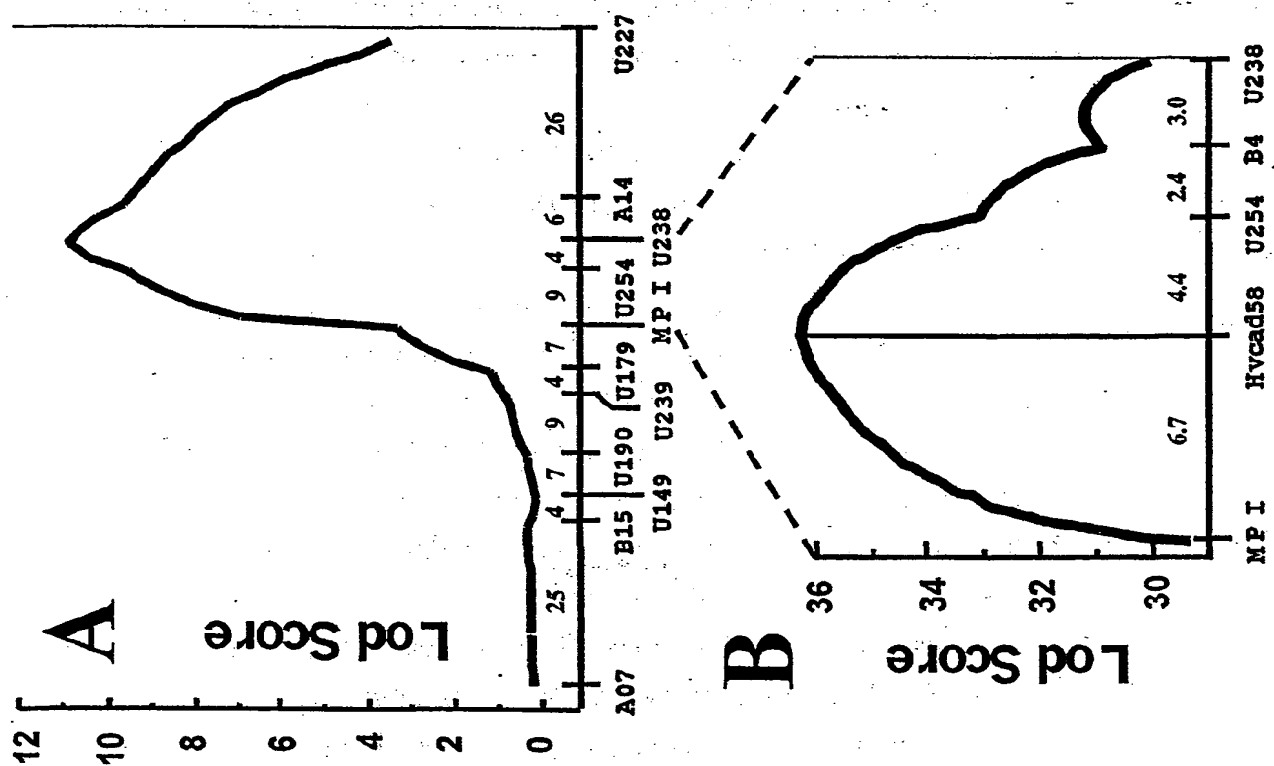 A
Lod Score
12
10
8
6
4
2
0
25 4 7 9 4 7 9 4 6 26
A07 B15 U190 U179 U254 A14 U227
U149 U239 MPI U238
B
Lod Score
36
34
32
30
6.7 4.4 2.4 3.0
MPI Hvcad58 U254 B4 U238